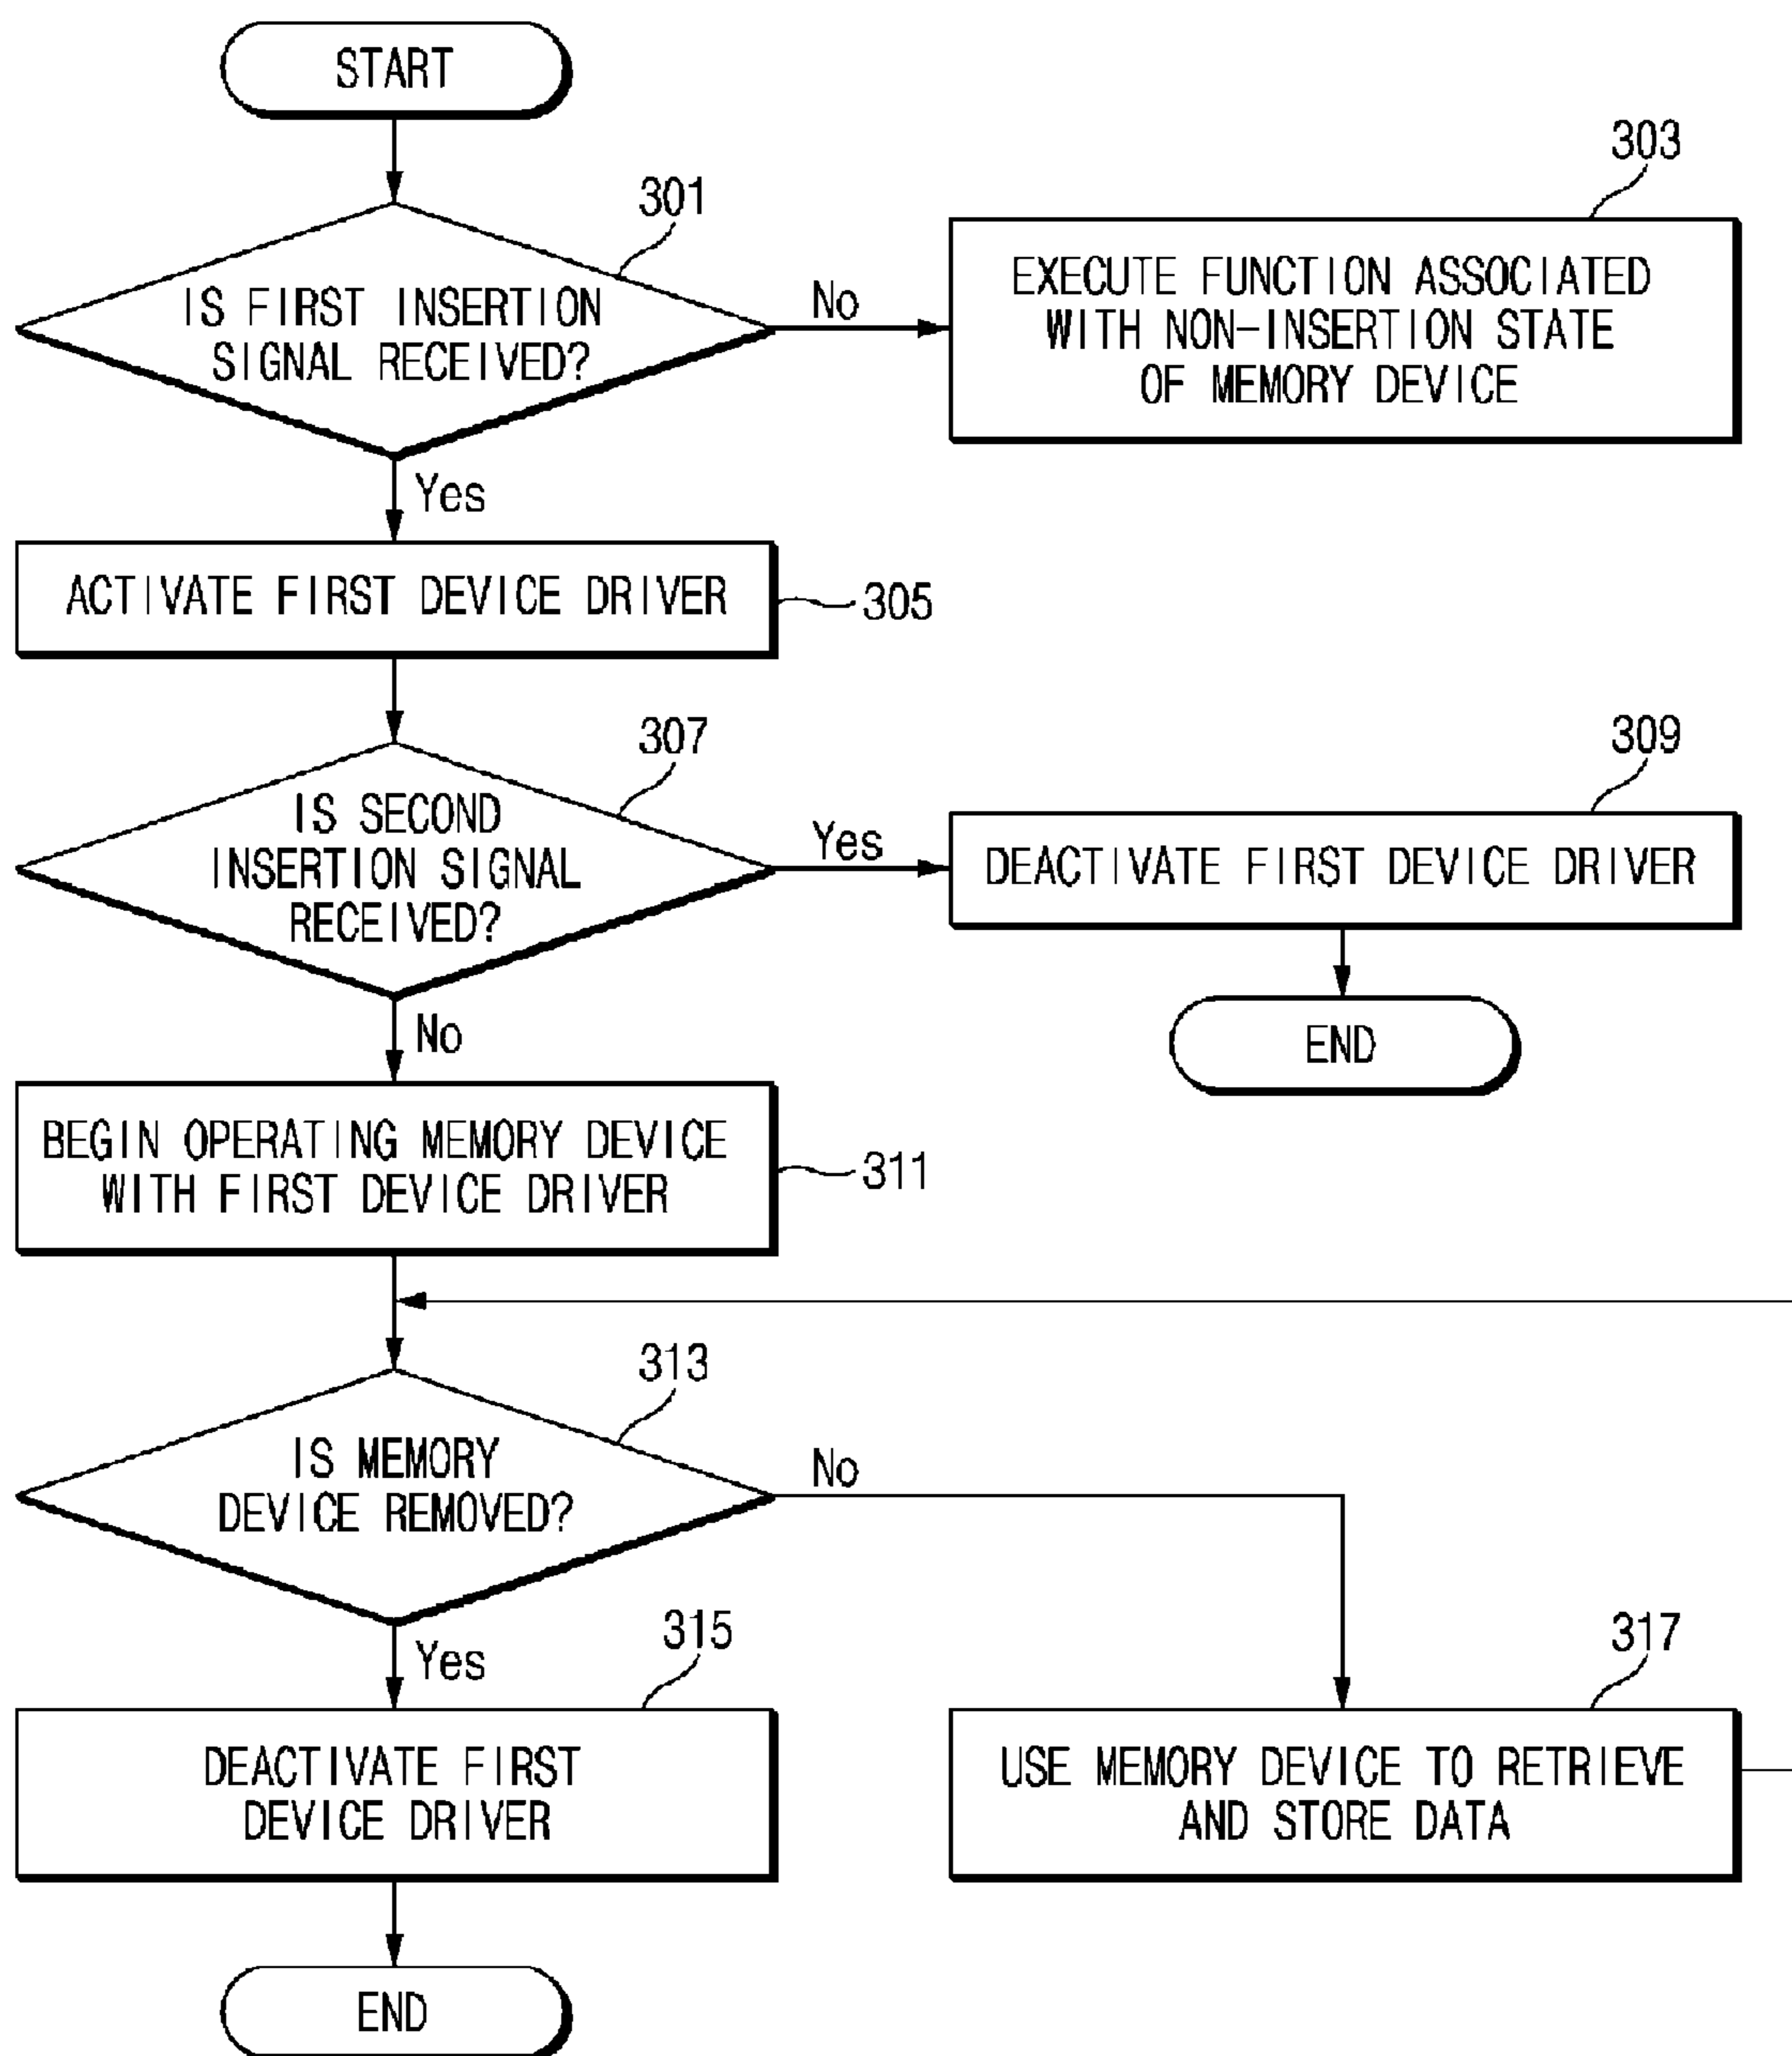 START
301
IS FIRST INSERTION
SIGNAL RECEIVED?
No
303
EXECUTE FUNCTION ASSOCIATED
WITH NON-INSERTION STATE
OF MEMORY DEVICE
Yes
ACTIVATE FIRST DEVICE DRIVER
305
307
IS SECOND
INSERTION SIGNAL
RECEIVED?
Yes
309
DEACTIVATE FIRST DEVICE DRIVER
END
No
BEGIN OPERATING MEMORY DEVICE
WITH FIRST DEVICE DRIVER
311
313
IS MEMORY
DEVICE REMOVED?
No
Yes
315
DEACTIVATE FIRST
DEVICE DRIVER
317
USE MEMORY DEVICE TO RETRIEVE
AND STORE DATA
END